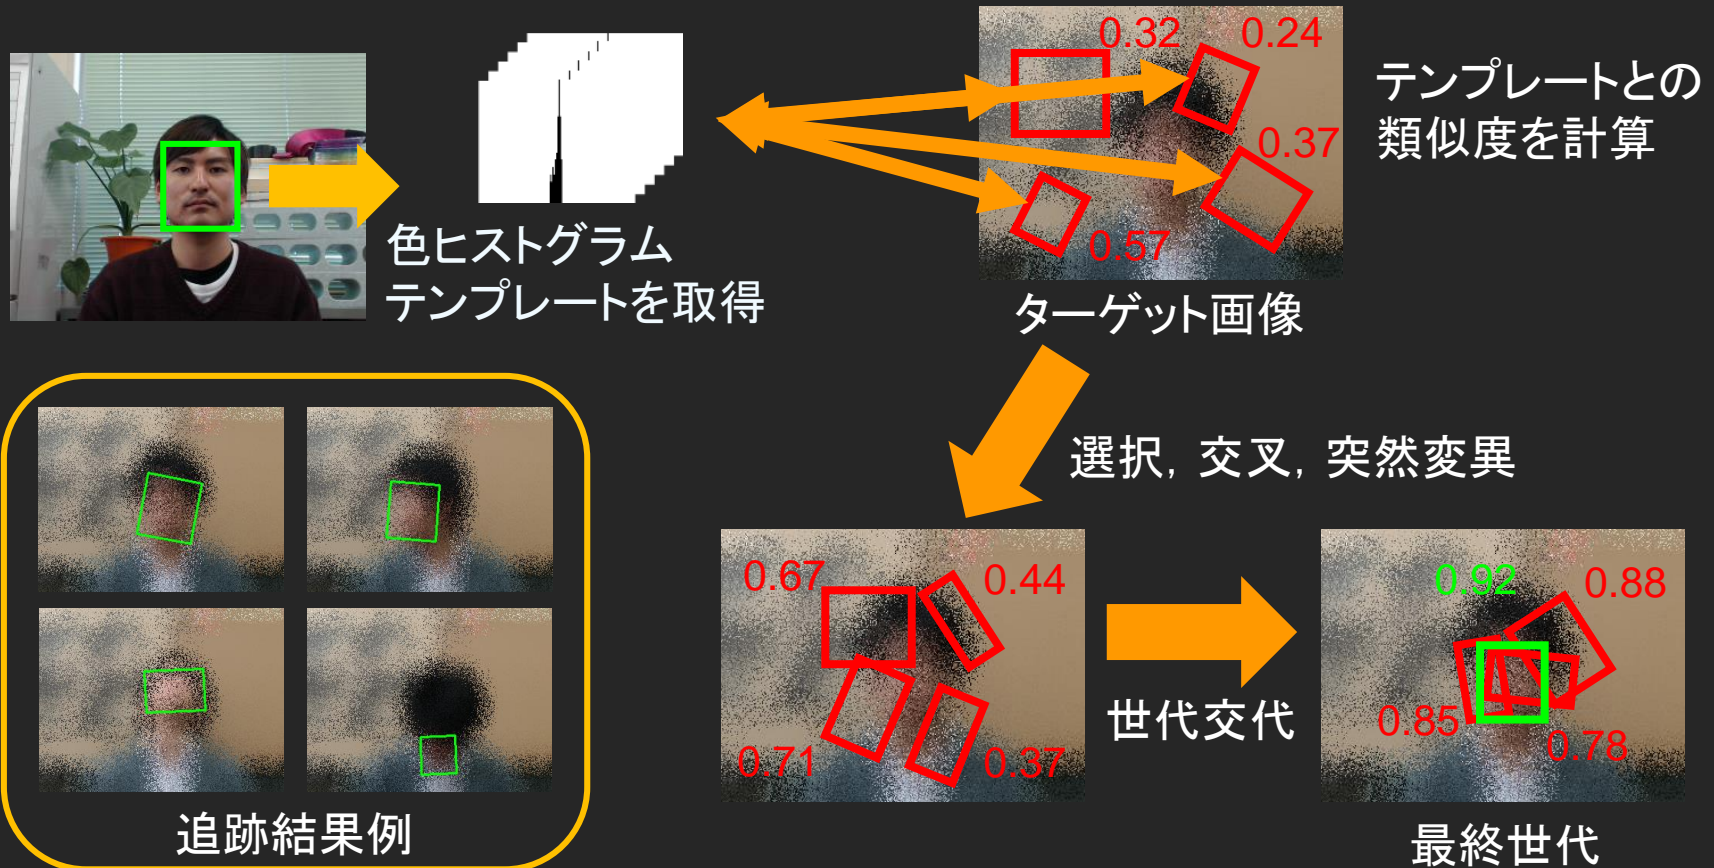 0.32
0.24
0.37
0.57
テンプレートとの
類似度を計算
色ヒストグラム
テンプレートを取得
ターゲット画像
選択, 交叉, 突然変異
0.67
0.44
0.71
0.37
世代交代
0.92
0.88
0.85
0.78
最終世代
追跡結果例